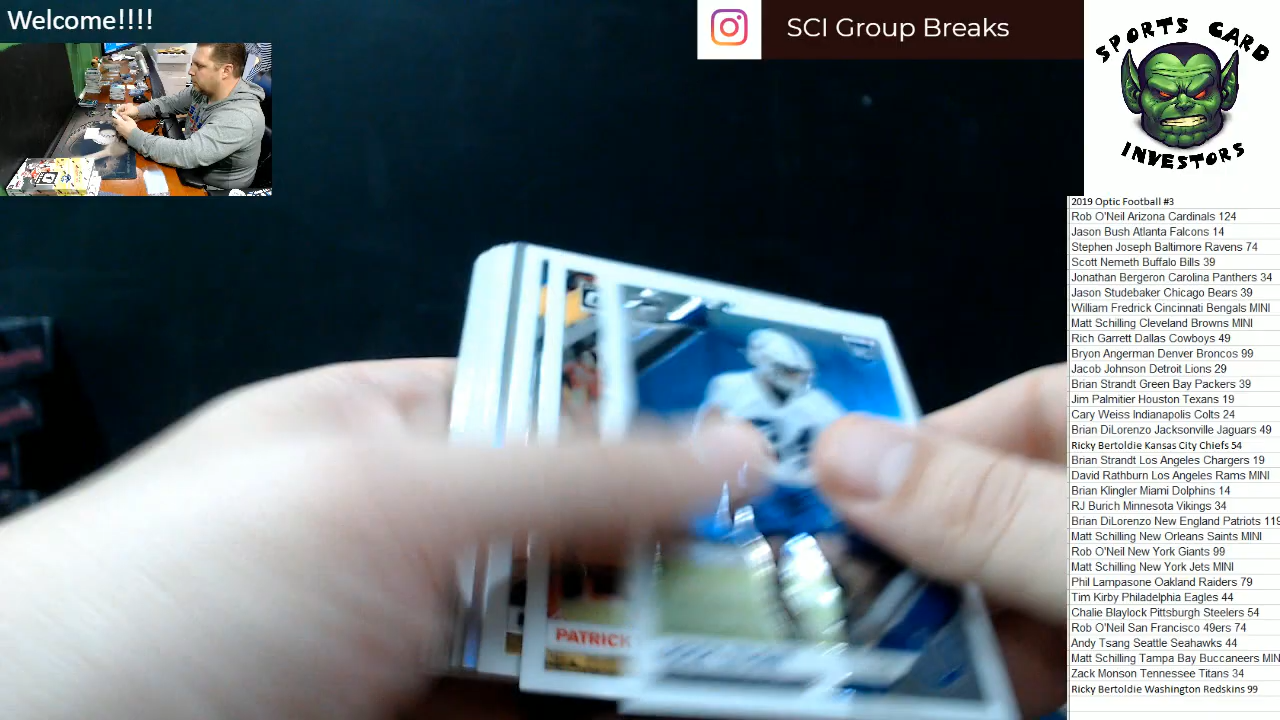 Welcome!!!!
SCI Group Breaks
SPORTS CARD
INVESTORS
2019 Optic Football #3
Rob O'Neil Arizona Cardinals 124
Jason Bush Atlanta Falcons 14
Stephen Joseph Baltimore Ravens 74
Scott Nemeth Buffalo Bills 39
Jonathan Bergeron Carolina Panthers 34
Jason Studebaker Chicago Bears 39
William Fredrick Cincinnati Bengals MINI
Matt Schilling Cleveland Browns MINI
Rich Garrett Dallas Cowboys 49
Bryon Angerman Denver Broncos 99
Jacob Johnson Detroit Lions 29
Brian Strandt Green Bay Packers 39
Jim Palmitier Houston Texans 19
Cary Weiss Indianapolis Colts 24
Brian DiLorenzo Jacksonville Jaguars 49
Ricky Bertoldie Kansas City Chiefs 54
Brian Strandt Los Angeles Chargers 19
David Rathburn Los Angeles Rams MINI
Brian Klingler Miami Dolphins 14
RJ Burich Minnesota Vikings 34
Brian DiLorenzo New England Patriots 119
Matt Schilling New Orleans Saints MINI
Rob O'Neil New York Giants 99
Matt Schilling New York Jets MINI
Phil Lampasone Oakland Raiders 79
Tim Kirby Philadelphia Eagles 44
Chalie Blaylock Pittsburgh Steelers 54
Rob O'Neil San Francisco 49ers 74
Andy Tsang Seattle Seahawks 44
Matt Schilling Tampa Bay Buccaneers MIN
Zack Monson Tennessee Titans 34
Ricky Bertoldie Washington Redskins 99
PATRICK